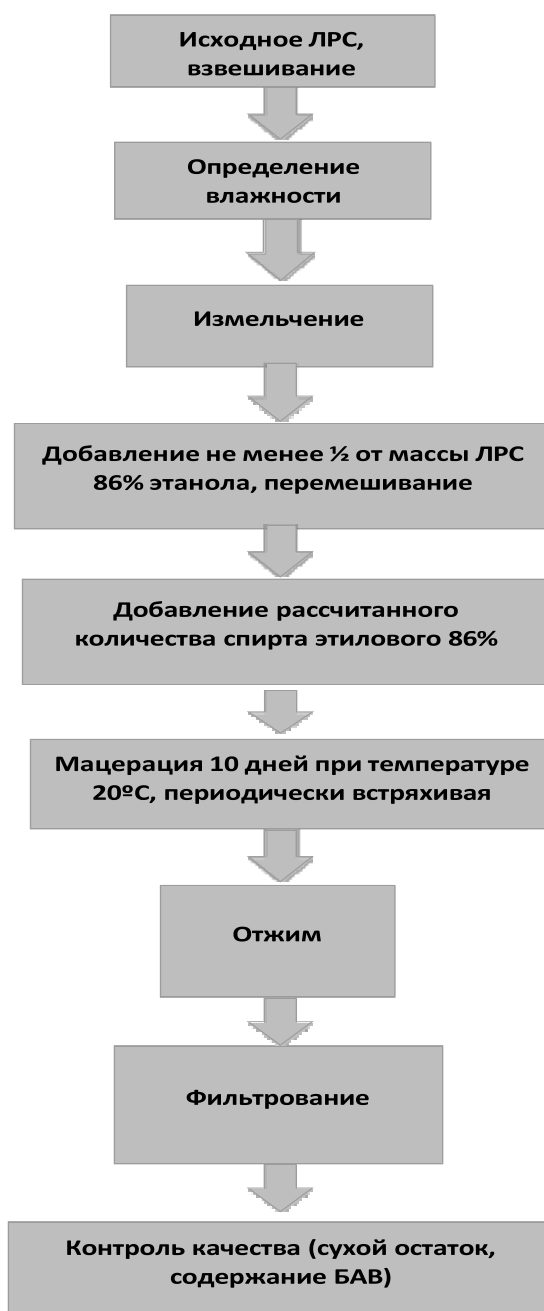 Исходное ЛРС,
взвешивание
Определение
влажности
Измельчение
Добавление не менее ½ от массы ЛРС
86% этанола, перемешивание
Добавление рассчитанного
количества спирта этилового 86%
Мацерация 10 дней при температуре
20ºС, периодически встряхивая
Отжим
Фильтрование
Контроль качества (сухой остаток,
содержание БАВ)